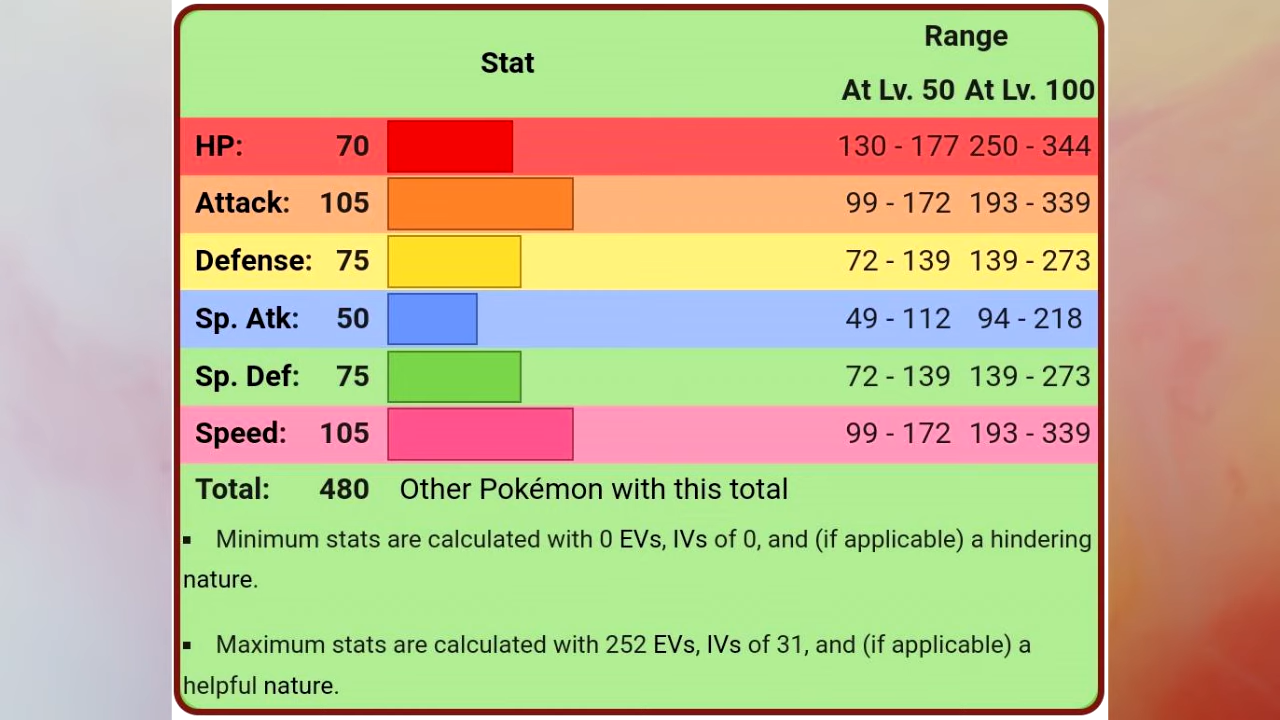 Stat Range
At Lv. 50 At Lv. 100
HP: 70 130 - 177 250 - 344
Attack: 105 99 - 172 193 - 339
Defense: 75 72 - 139 139 - 273
Sp. Atk: 50 49 - 112 94 - 218
Sp. Def: 75 72 - 139 139 - 273
Speed: 105 99 - 172 193 - 339
Total: 480 Other Pokémon with this total
▪ Minimum stats are calculated with 0 EVs, IVs of 0, and (if applicable) a hindering
nature.
▪ Maximum stats are calculated with 252 EVs, IVs of 31, and (if applicable) a
helpful nature.